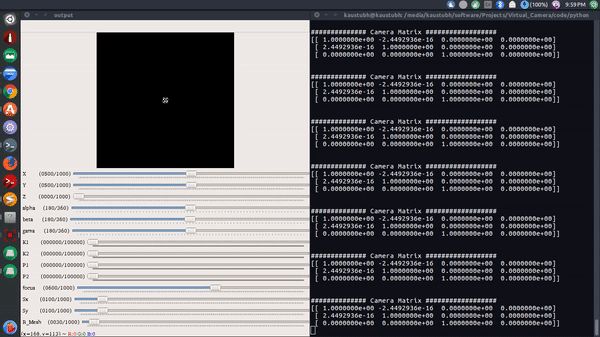 (100%) 9:59 PM
output
kaustubh@kaustubh: /media/kaustubh/software/Projects/Virtual_Camera/code/python
X (0500/1000)
Y (0500/1000)
Z (0000/1000)
alpha (180/360)
beta (180/360)
gama (180/360)
K1 (000000/100000)
K2 (000000/100000)
P1 (000000/100000)
P2 (000000/100000)
focus (0600/1000)
Sx (0100/1000)
Sy (0100/1000)
R_Mesh (0030/1000)
(x=168, y=112) ~ R:0 G:0 B:0
############## Camera Matrix ##################
[[ 1.0000000e+00 -2.4492936e-16 0.0000000e+00 0.0000000e+00]
[ 2.4492936e-16 1.0000000e+00 0.0000000e+00 0.0000000e+00]
[ 0.0000000e+00 0.0000000e+00 1.0000000e+00 0.0000000e+00]]
############## Camera Matrix ##################
[[ 1.0000000e+00 -2.4492936e-16 0.0000000e+00 0.0000000e+00]
[ 2.4492936e-16 1.0000000e+00 0.0000000e+00 0.0000000e+00]
[ 0.0000000e+00 0.0000000e+00 1.0000000e+00 0.0000000e+00]]
############## Camera Matrix ##################
[[ 1.0000000e+00 -2.4492936e-16 0.0000000e+00 0.0000000e+00]
[ 2.4492936e-16 1.0000000e+00 0.0000000e+00 0.0000000e+00]
[ 0.0000000e+00 0.0000000e+00 1.0000000e+00 0.0000000e+00]]
############## Camera Matrix ##################
[[ 1.0000000e+00 -2.4492936e-16 0.0000000e+00 0.0000000e+00]
[ 2.4492936e-16 1.0000000e+00 0.0000000e+00 0.0000000e+00]
[ 0.0000000e+00 0.0000000e+00 1.0000000e+00 0.0000000e+00]]
############## Camera Matrix ##################
[[ 1.0000000e+00 -2.4492936e-16 0.0000000e+00 0.0000000e+00]
[ 2.4492936e-16 1.0000000e+00 0.0000000e+00 0.0000000e+00]
[ 0.0000000e+00 0.0000000e+00 1.0000000e+00 0.0000000e+00]]
############## Camera Matrix ##################
[[ 1.0000000e+00 -2.4492936e-16 0.0000000e+00 0.0000000e+00]
[ 2.4492936e-16 1.0000000e+00 0.0000000e+00 0.0000000e+00]
[ 0.0000000e+00 0.0000000e+00 1.0000000e+00 0.0000000e+00]]
############## Camera Matrix ##################
[[ 1.0000000e+00 -2.4492936e-16 0.0000000e+00 0.0000000e+00]
[ 2.4492936e-16 1.0000000e+00 0.0000000e+00 0.0000000e+00]
[ 0.0000000e+00 0.0000000e+00 1.0000000e+00 0.0000000e+00]]